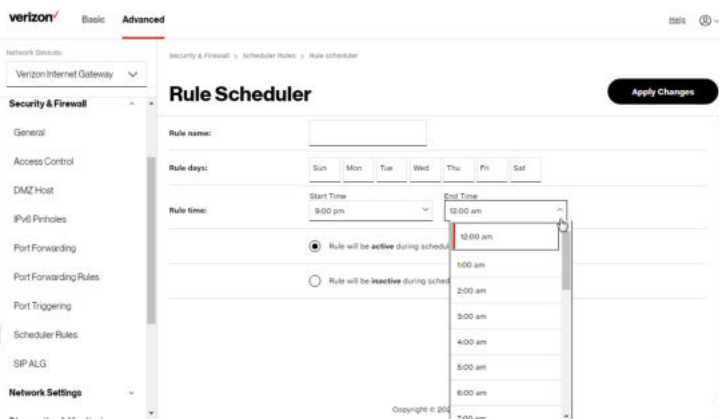 verizon Basic Advanced Help
Network Devices:
Verizon Internet Gateway
Security & Firewall
General
Access Control
DMZ Host
IPv6 Pinholes
Port Forwarding
Port Forwarding Rules
Port Triggering
Scheduler Rules
SIP ALG
Network Settings
Security & Firewall > Scheduler Rules > Rule scheduler
Rule Scheduler
Apply Changes
Rule name:
Rule days: Sun Mon Tue Wed Thu Fri Sat
Start Time End Time
Rule time: 9:00 pm 12:00 am
Rule will be active during schedul
Rule will be inactive during sched
12:00 am
1:00 am
2:00 am
3:00 am
4:00 am
5:00 am
6:00 am
7:00 am
Copyright ©